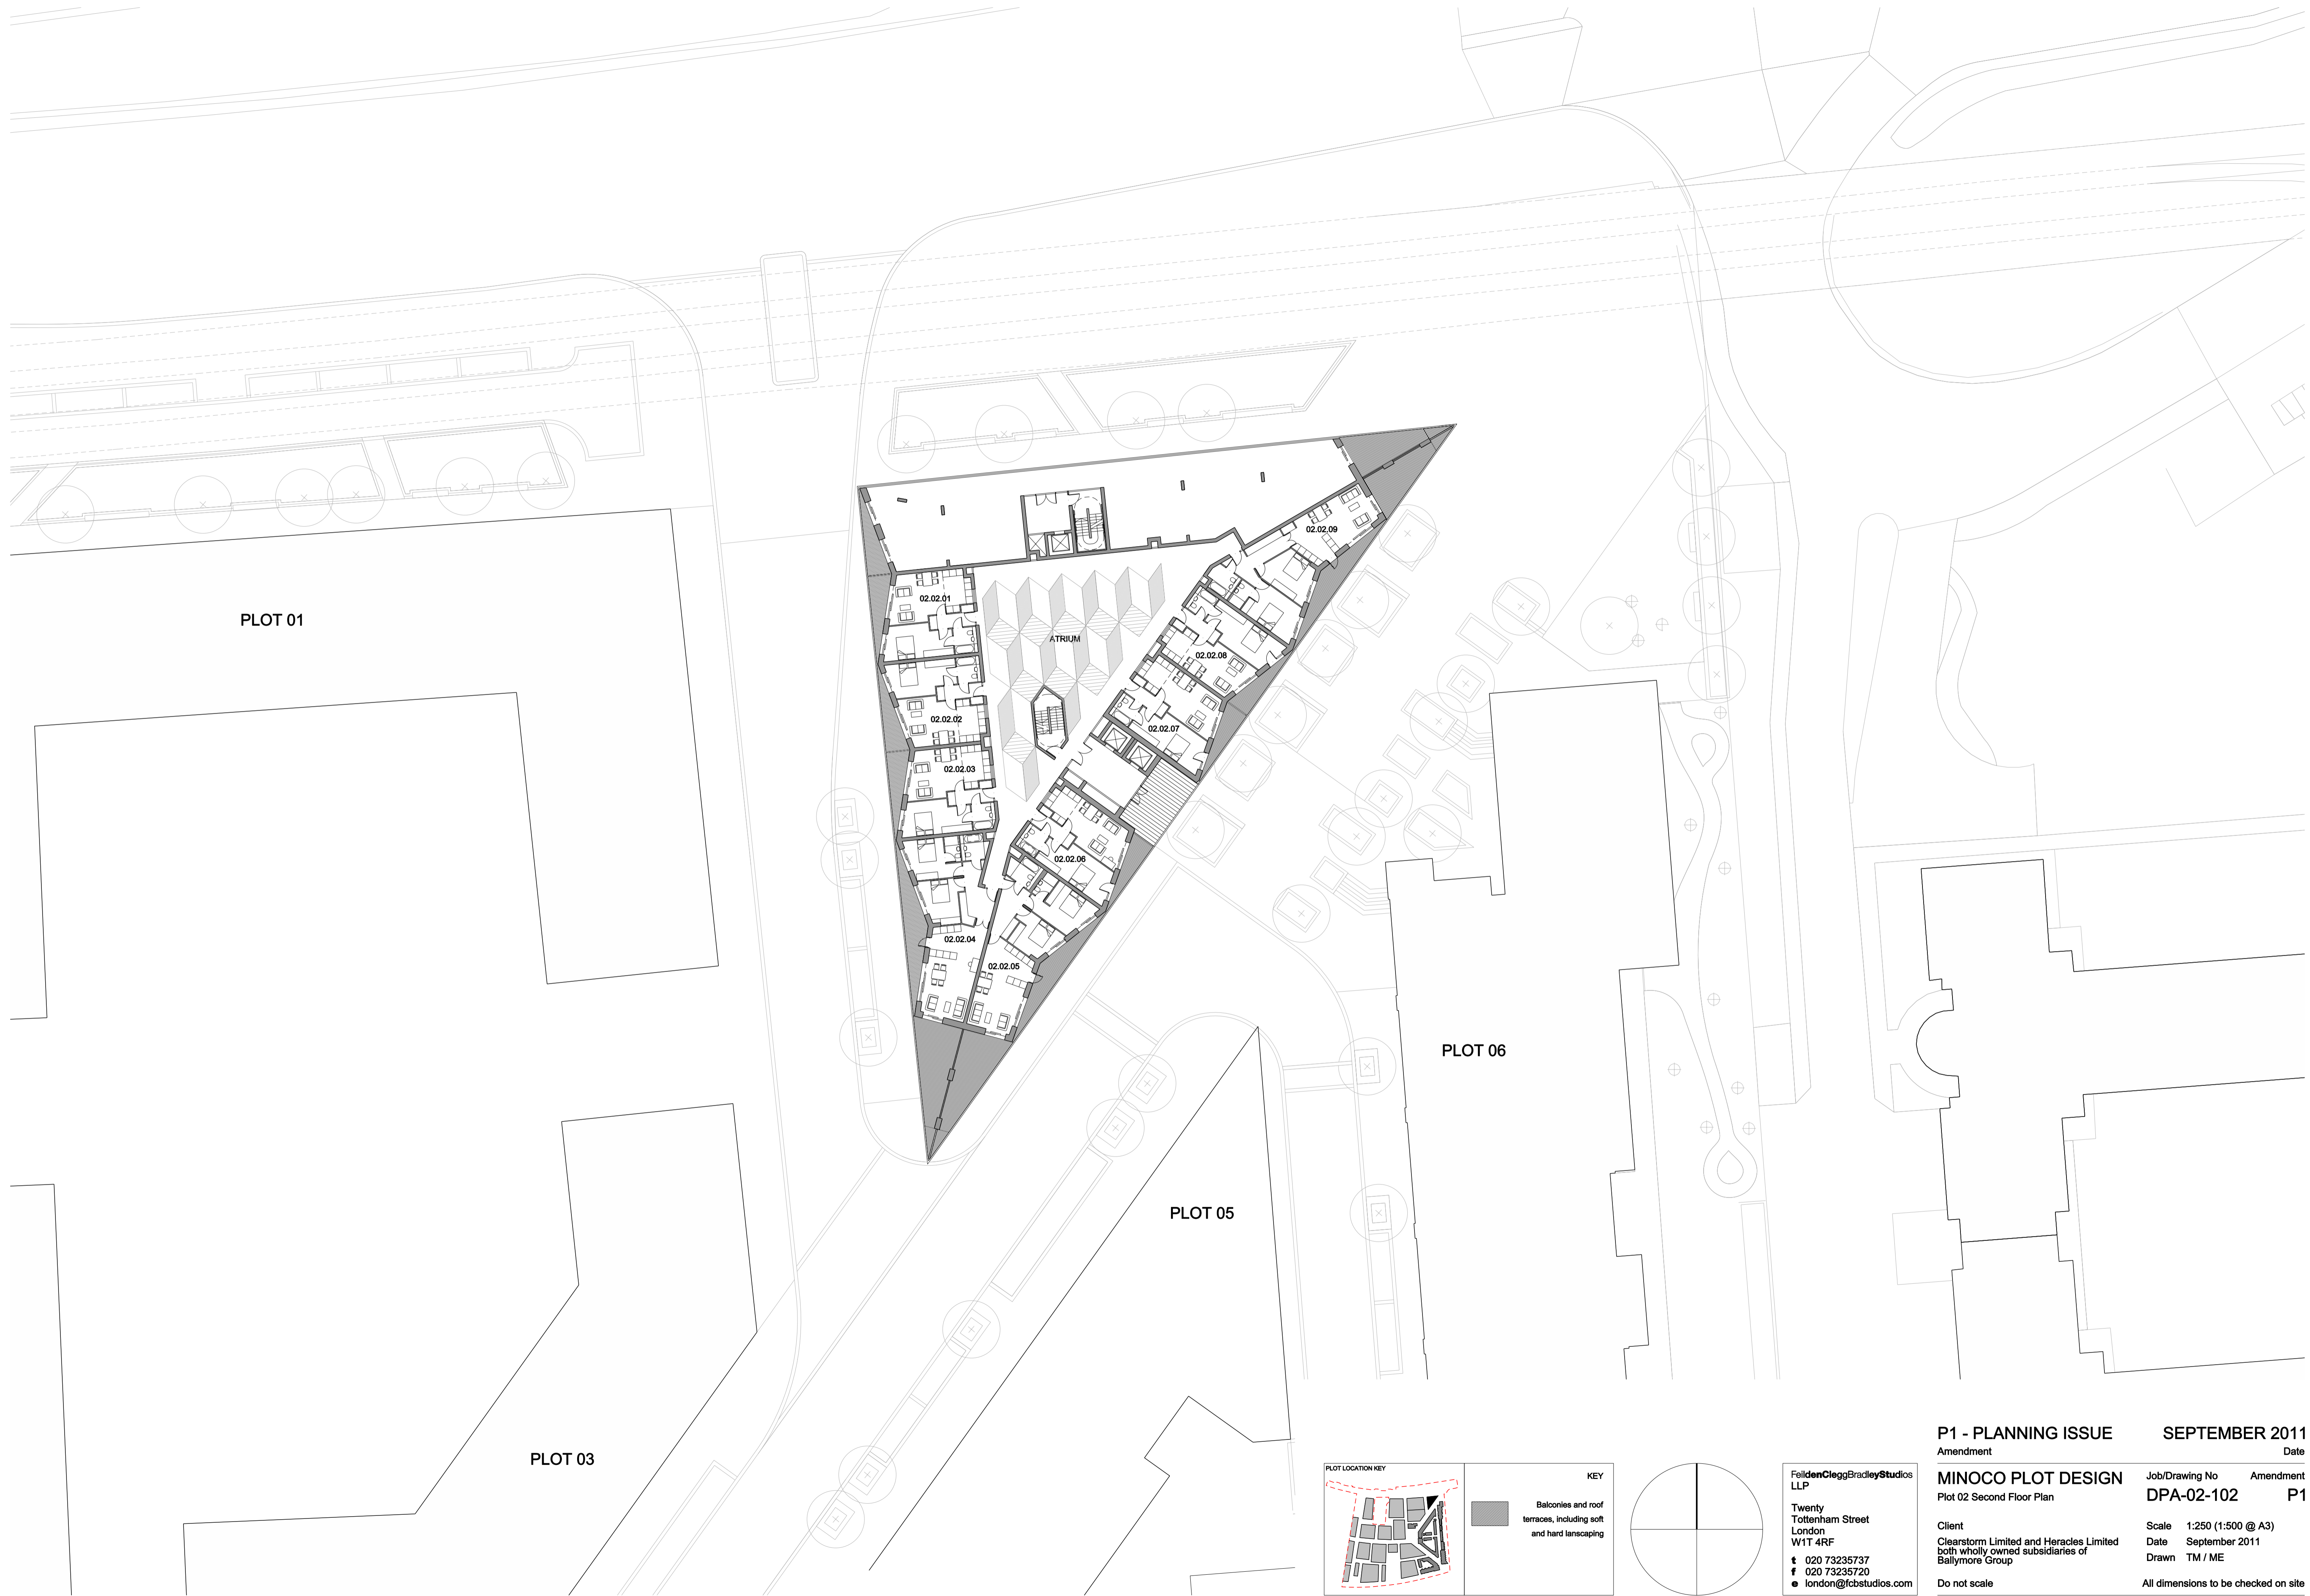 02.02.09
02.02.01
PLOT 01
ATRIUM
02.02.08
02.02.02
02.02.07
02.02.03
02.02.06
02.02.04
02.02.05
PLOT 06
PLOT 05
PLOT 03
PLOT LOCATION KEY
KEY
Balconies and roof
terraces, including soft
and hard lanscaping
FeildenCleggBradleyStudios
LLP
Twenty
Tottenham Street
London
W1T 4RF
t 020 73235737
f 020 73235720
e london@fcbstudios.com
P1 - PLANNING ISSUE SEPTEMBER 2011
Amendment Date
MINOCO PLOT DESIGN
Plot 02 Second Floor Plan
Job/Drawing No Amendment
DPA-02-102 P1
Client
Clearstorm Limited and Heracles Limited
both wholly owned subsidiaries of
Ballymore Group
Scale 1:250 (1:500 @ A3)
Date September 2011
Drawn TM / ME
Do not scale All dimensions to be checked on site